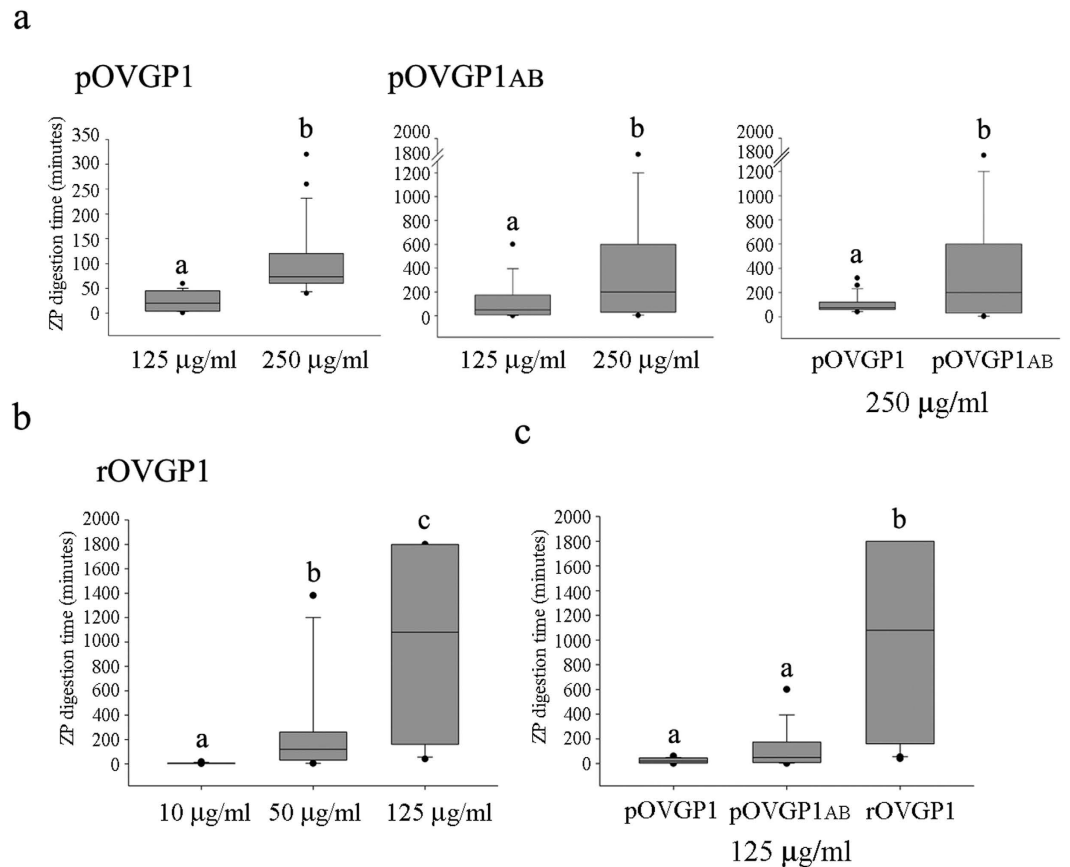 a
pOVGP1
ZP digestion time (minutes)
350
300
250
200
150
100
50
0
a
b
125 µg/ml 250 µg/ml
pOVGP1AB
2000
1800
1200
1000
800
600
400
200
0
a
b
125 µg/ml 250 µg/ml
2000
1800
1200
1000
800
600
400
200
0
a
b
pOVGP1 pOVGP1AB
250 µg/ml
b
rOVGP1
ZP digestion time (minutes)
2000
1800
1600
1400
1200
1000
800
600
400
200
0
a
b
c
10 µg/ml 50 µg/ml 125 µg/ml
c
ZP digestion time (minutes)
2000
1800
1600
1400
1200
1000
800
600
400
200
0
a
a
b
pOVGP1 pOVGP1AB rOVGP1
125 µg/ml